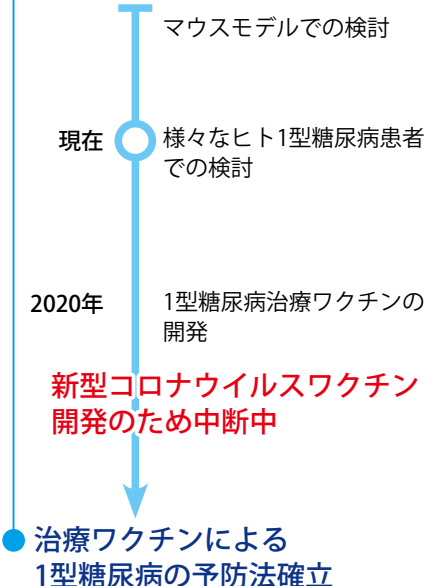 マウスモデルでの検討
現在
様々なヒト1型糖尿病患者
での検討
2020年
1型糖尿病治療ワクチンの
開発
新型コロナウイルスワクチン
開発のため中断中
治療ワクチンによる
1型糖尿病の予防法確立